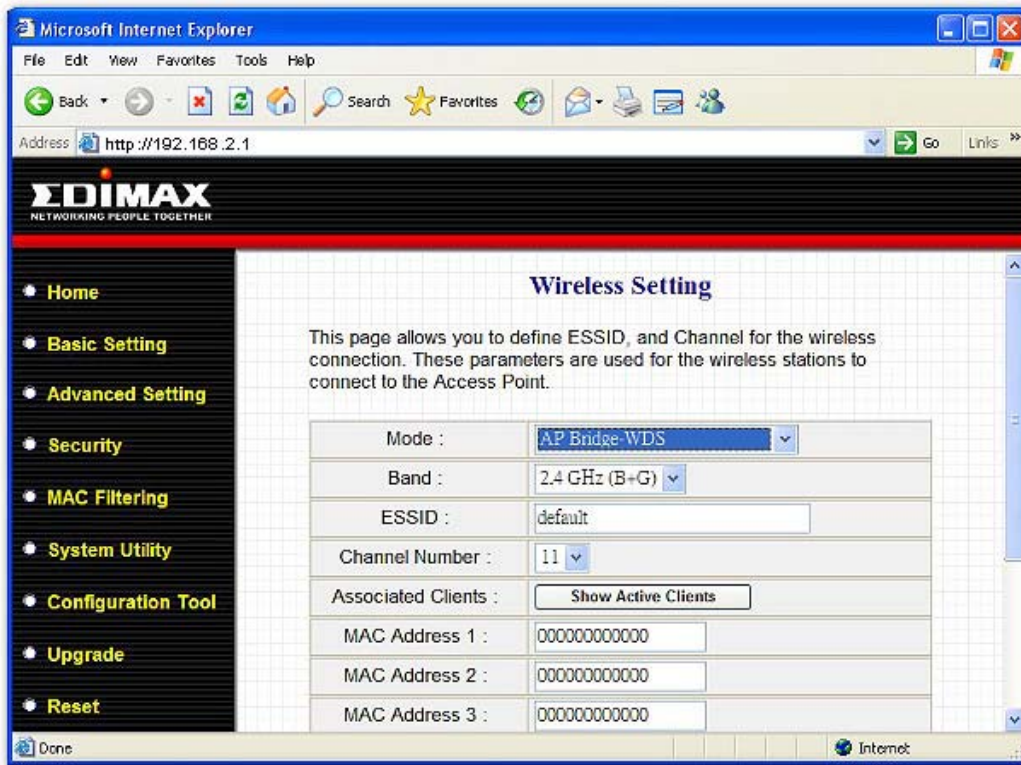 Microsoft Internet Explorer
File Edit View Favorites Tools Help
Back Search Favorites
Address http://192.168.2.1 Go Links »
EDIMAX
NETWORKING PEOPLE TOGETHER
Home
Basic Setting
Advanced Setting
Security
MAC Filtering
System Utility
Configuration Tool
Upgrade
Reset
Wireless Setting
This page allows you to define ESSID, and Channel for the wireless
connection. These parameters are used for the wireless stations to
connect to the Access Point.
Mode : AP Bridge-WDS
Band : 2.4 GHz (B+G)
ESSID : default
Channel Number : 11
Associated Clients : Show Active Clients
MAC Address 1 : 000000000000
MAC Address 2 : 000000000000
MAC Address 3 : 000000000000
Done Internet